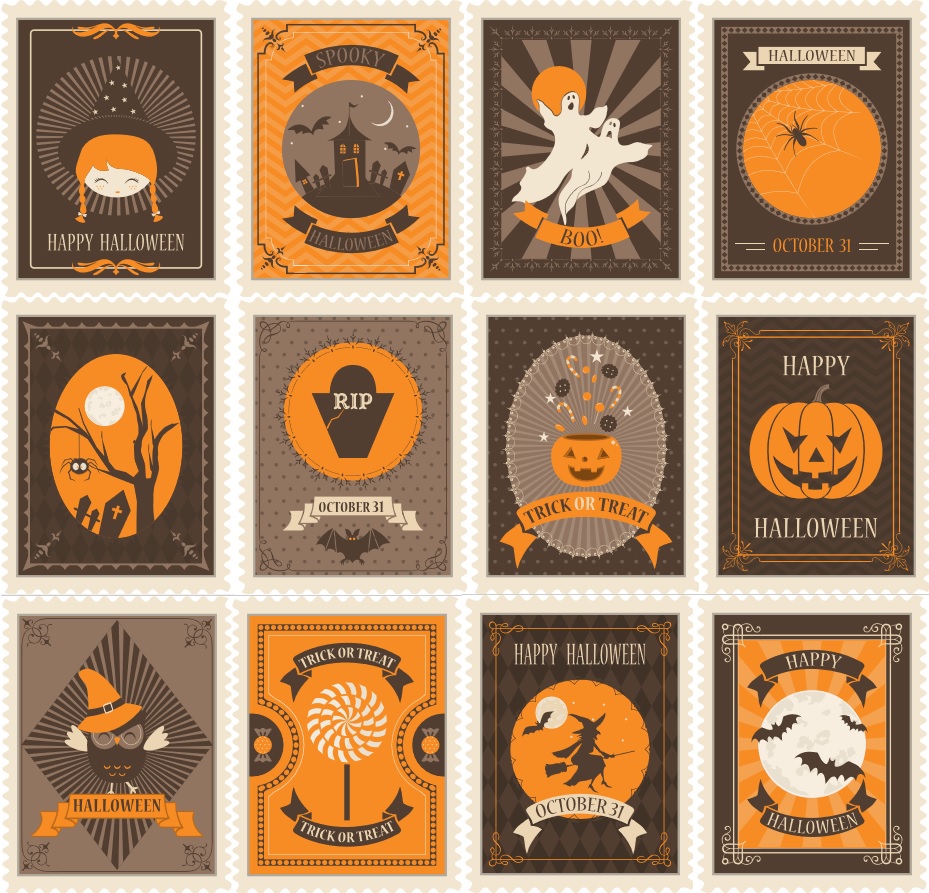 HAPPY HALLOWEEN
SPOOKY
HALLOWEEN
BOO!
HALLOWEEN
OCTOBER 31
RIP
OCTOBER 31
TRICK OR TREAT
HAPPY
HALLOWEEN
HALLOWEEN
TRICK OR TREAT
TRICK OR TREAT
HAPPY HALLOWEEN
OCTOBER 31
HAPPY
HALLOWEEN